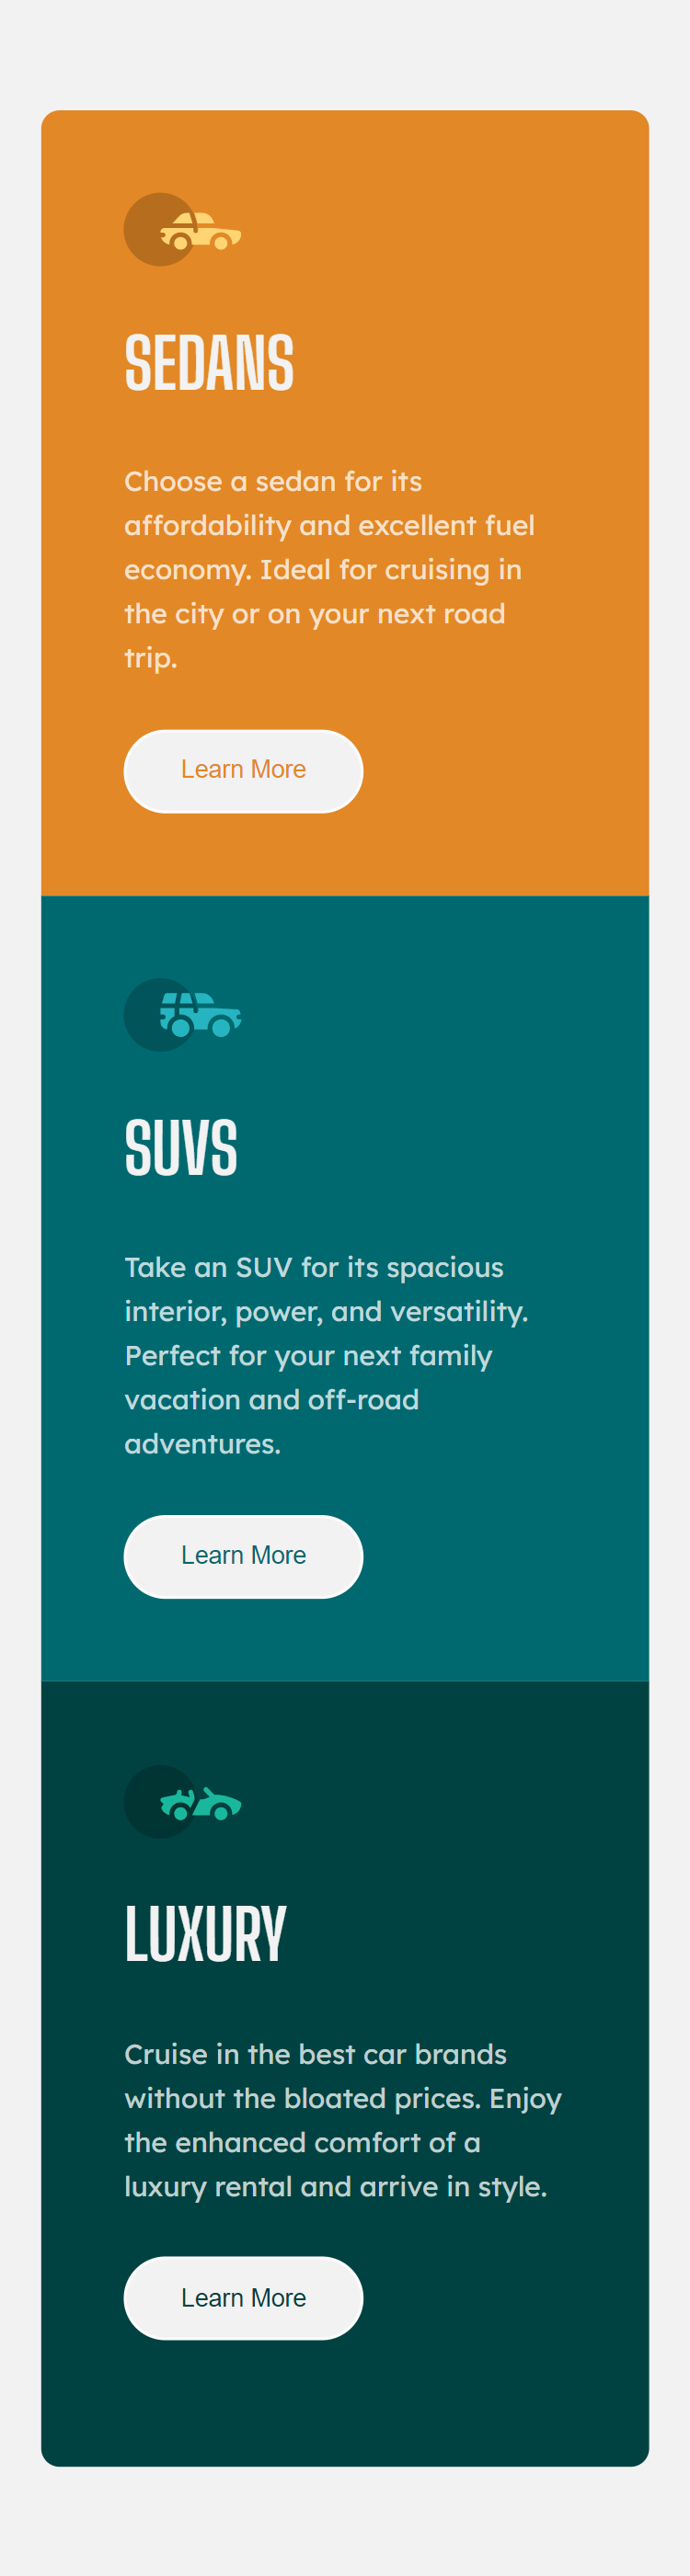 SEDANS
Choose a sedan for its
affordability and excellent fuel
economy. Ideal for cruising in
the city or on your next road
trip.
Learn More
SUVS
Take an SUV for its spacious
interior, power, and versatility.
Perfect for your next family
vacation and off-road
adventures.
Learn More
LUXURY
Cruise in the best car brands
without the bloated prices. Enjoy
the enhanced comfort of a
luxury rental and arrive in style.
Learn More